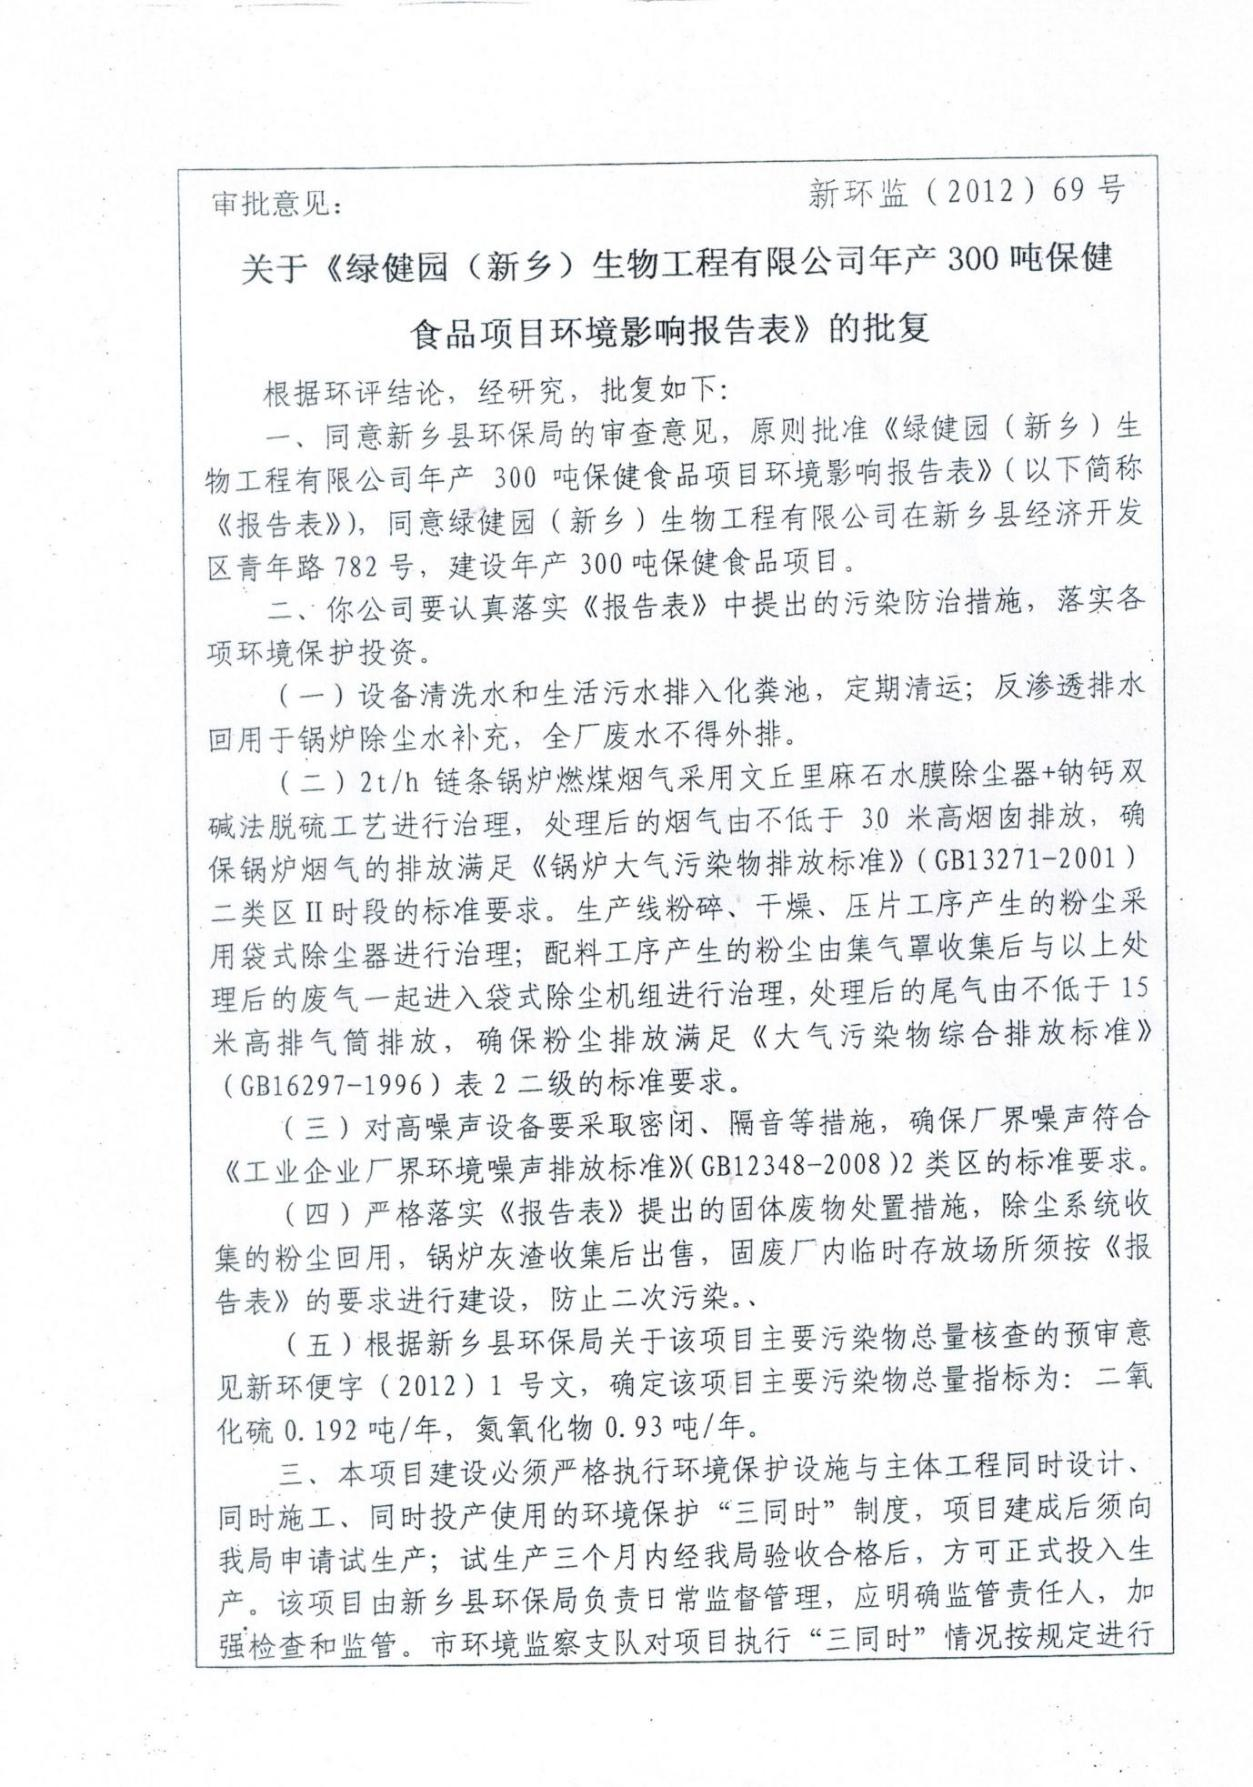 审批意见：
新环监（2012）69 号
关于《绿健园（新乡）生物工程有限公司年产 300 吨保健
食品项目环境影响报告表》的批复
根据环评结论，经研究，批复如下：
一、同意新乡县环保局的审查意见，原则批准《绿健园（新乡）生
物工程有限公司年产 300 吨保健食品项目环境影响报告表》（以下简称
《报告表》），同意绿健园（新乡）生物工程有限公司在新乡县经济开发
区青年路 782 号，建设年产 300 吨保健食品项目。
二、你公司要认真落实《报告表》中提出的污染防治措施，落实各
项环境保护投资。
（一）设备清洗水和生活污水排入化粪池，定期清运；反渗透排水
回用于锅炉除尘水补充，全厂废水不得外排。
（二）2t/h 链条锅炉燃煤烟气采用文丘里麻石水膜除尘器+钠钙双
碱法脱硫工艺进行治理，处理后的烟气由不低于 30 米高烟囱排放，确
保锅炉烟气的排放满足《锅炉大气污染物排放标准》（GB13271-2001）
二类区Ⅱ时段的标准要求。生产线粉碎、干燥、压片工序产生的粉尘采
用袋式除尘器进行治理；配料工序产生的粉尘由集气罩收集后与以上处
理后的废气一起进入袋式除尘机组进行治理，处理后的尾气由不低于 15
米高排气筒排放，确保粉尘排放满足《大气污染物综合排放标准》
（GB16297-1996）表 2 二级的标准要求。
（三）对高噪声设备要采取密闭、隔音等措施，确保厂界噪声符合
《工业企业厂界环境噪声排放标准》（GB12348-2008）2 类区的标准要求。
（四）严格落实《报告表》提出的固体废物处置措施，除尘系统收
集的粉尘回用，锅炉灰渣收集后出售，固废厂内临时存放场所须按《报
告表》的要求进行建设，防止二次污染。、
（五）根据新乡县环保局关于该项目主要污染物总量核查的预审意
见新环便字（2012）1 号文，确定该项目主要污染物总量指标为：二氧
化硫 0.192 吨/年，氮氧化物 0.93 吨/年。
三、本项目建设必须严格执行环境保护设施与主体工程同时设计、
同时施工、同时投产使用的环境保护“三同时”制度，项目建成后须向
我局申请试生产；试生产三个月内经我局验收合格后，方可正式投入生
产。该项目由新乡县环保局负责日常监督管理，应明确监管责任人，加
强检查和监管。市环境监察支队对项目执行“三同时”情况按规定进行